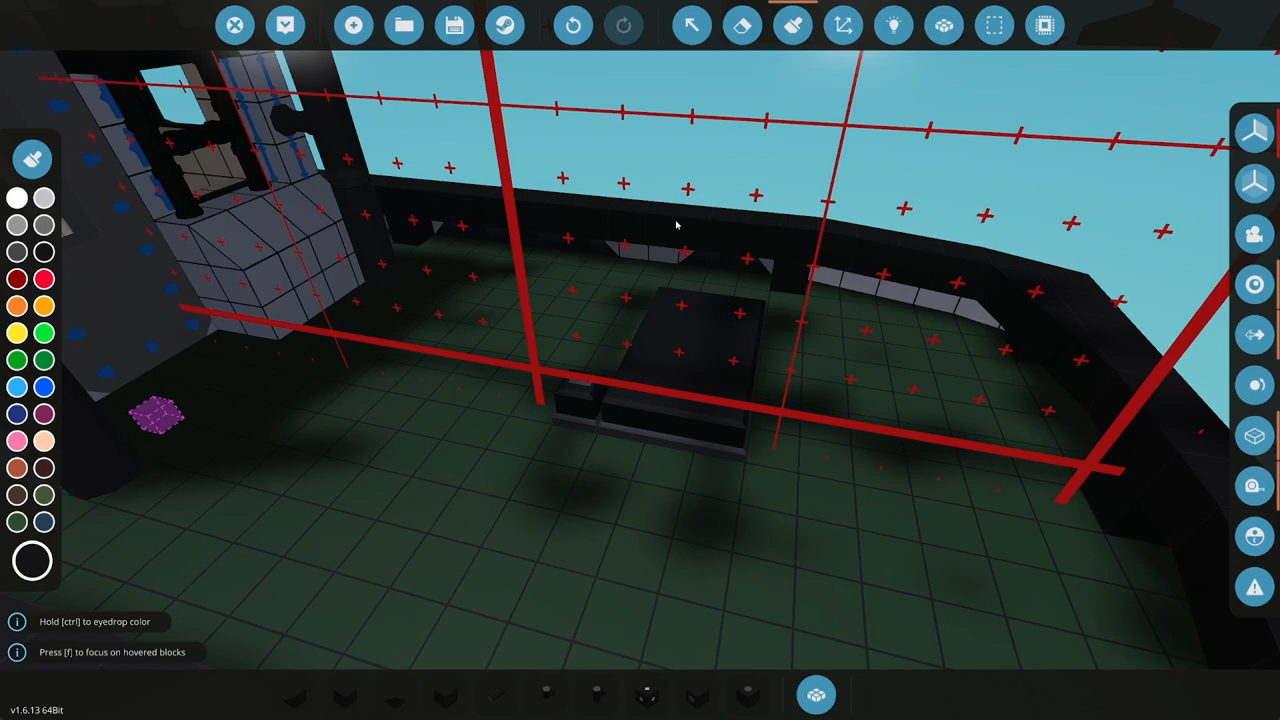 Hold [ctrl] to eyedrop color
Press [f] to focus on hovered blocks
v1.6.13 64Bit